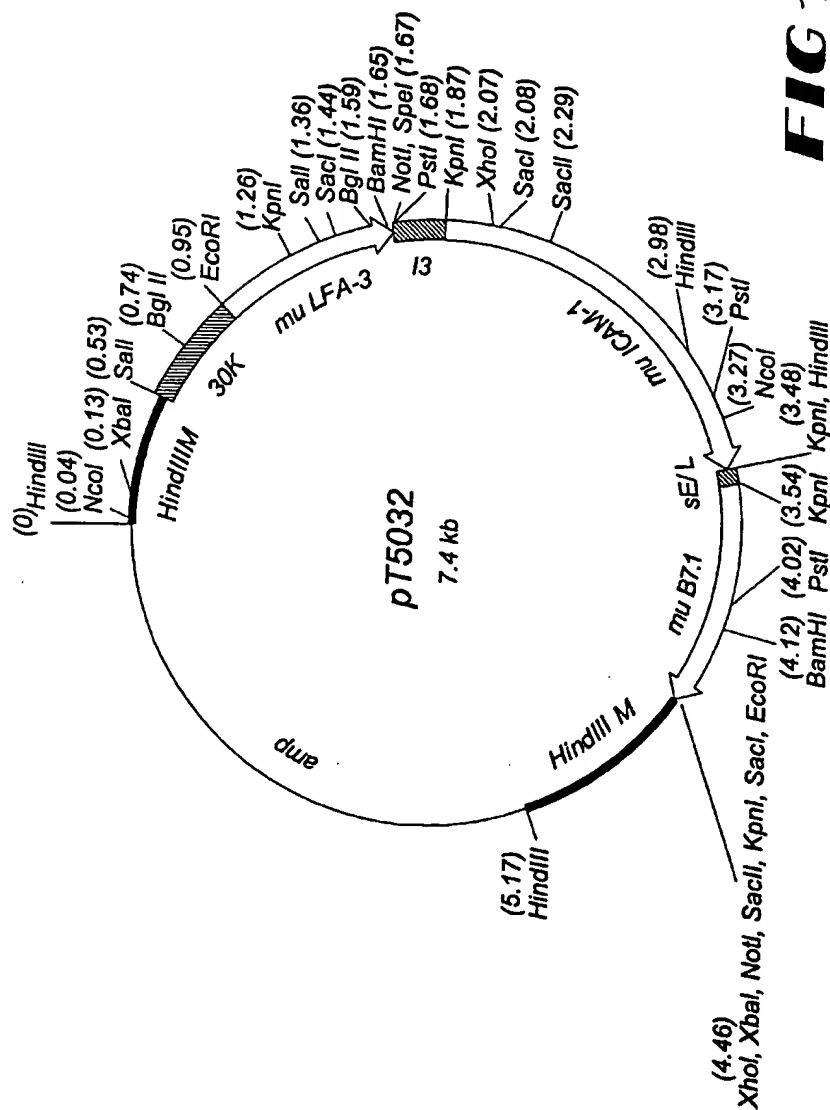 (0) HindIII
(0.04)
NcoI
(0.13)
XbaI
(0.53)
SalI
(0.74)
Bgl II
(0.95)
EcoRI
(1.26)
KpnI
SalI (1.36)
SacI (1.44)
Bgl II (1.59)
BamHI (1.65)
NotI, SpeI (1.67)
PstI (1.68)
KpnI (1.87)
XhoI (2.07)
SacI (2.08)
SacII (2.29)
(2.98)
HindIII
(3.17)
PstI
(3.27)
NcoI
(3.48)
KpnI, HindIII
(3.54)
KpnI
(4.02)
PstI
(4.12)
BamHI
(4.46)
XhoI, XbaI, NotI, SacII, KpnI, SacI, EcoRI
(5.17)
HindIII
HindIIIM
30K
mu LFA-3
I3
mu ICAM-1
sE/L
mu B7.1
HindIII M
amp
pT5032
7.4 kb
FIG